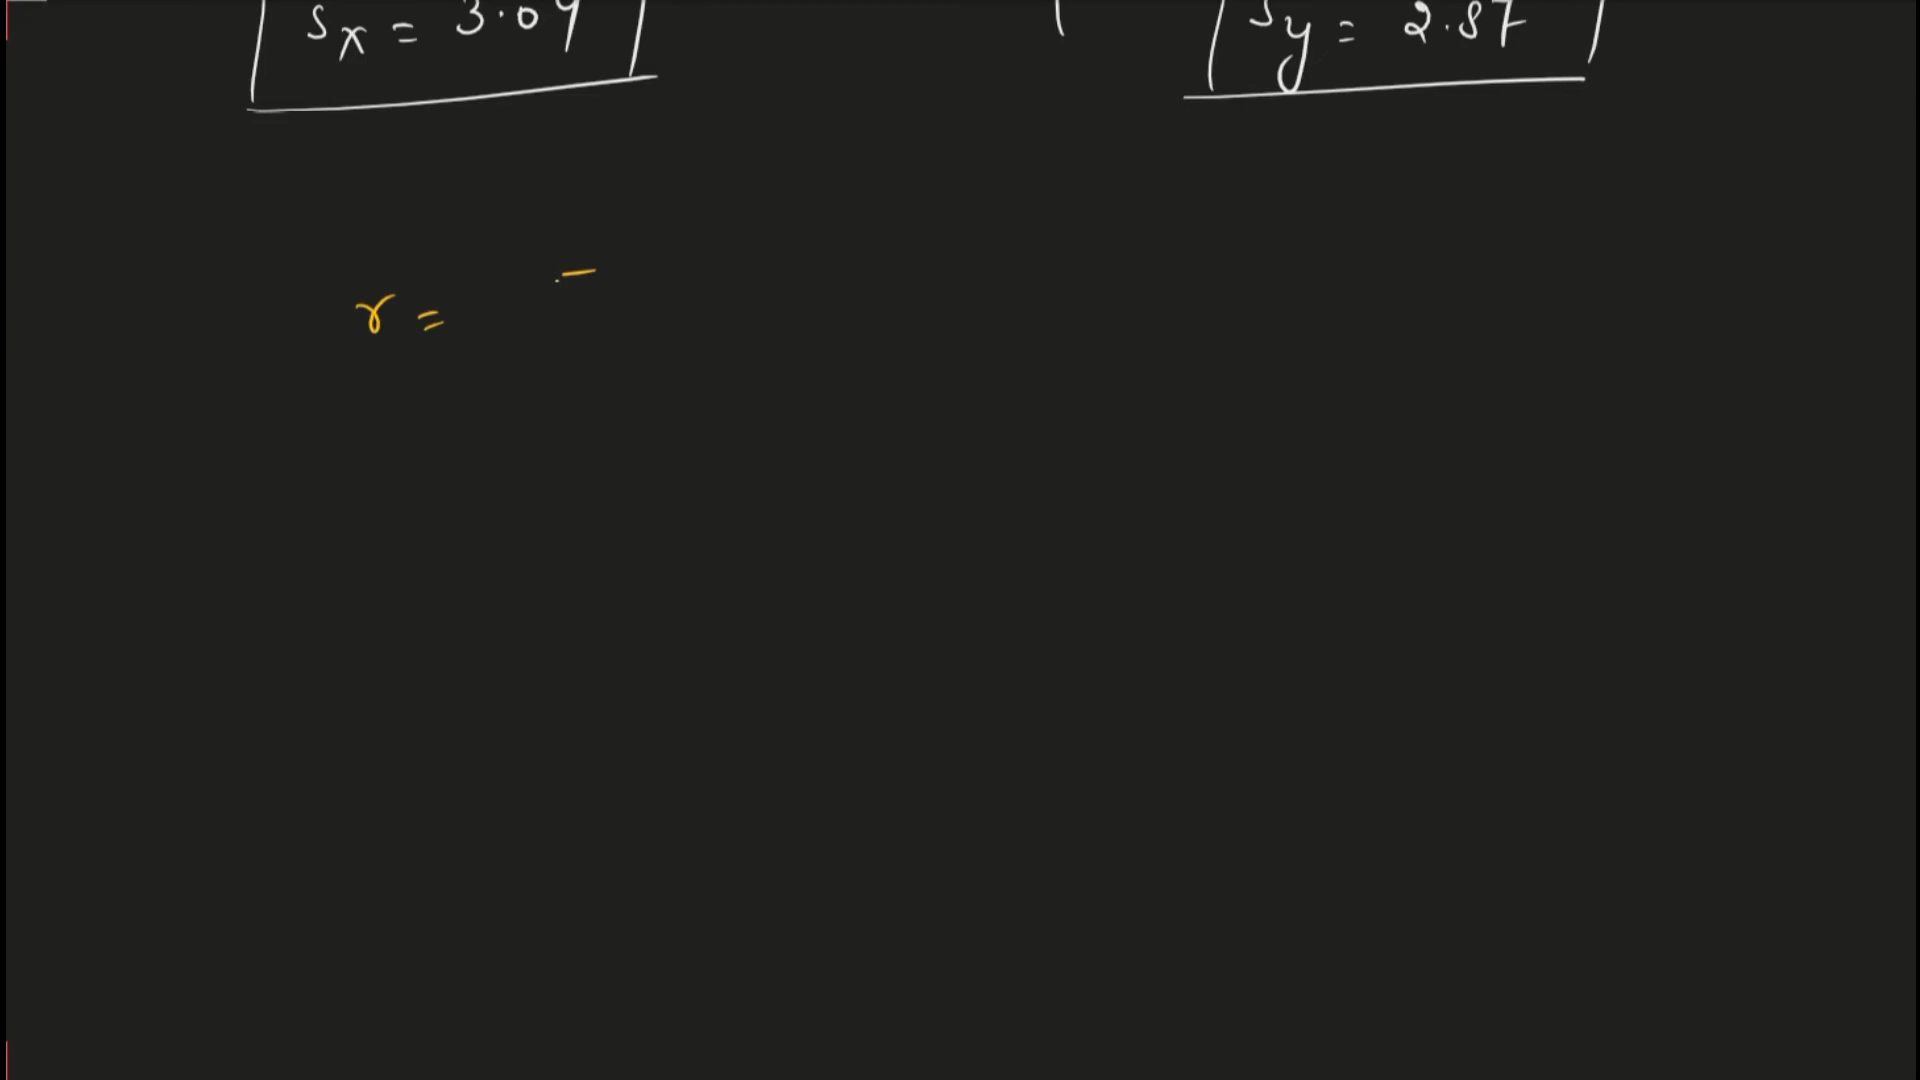 Sx = 3.09 Sy = 2.87
r =